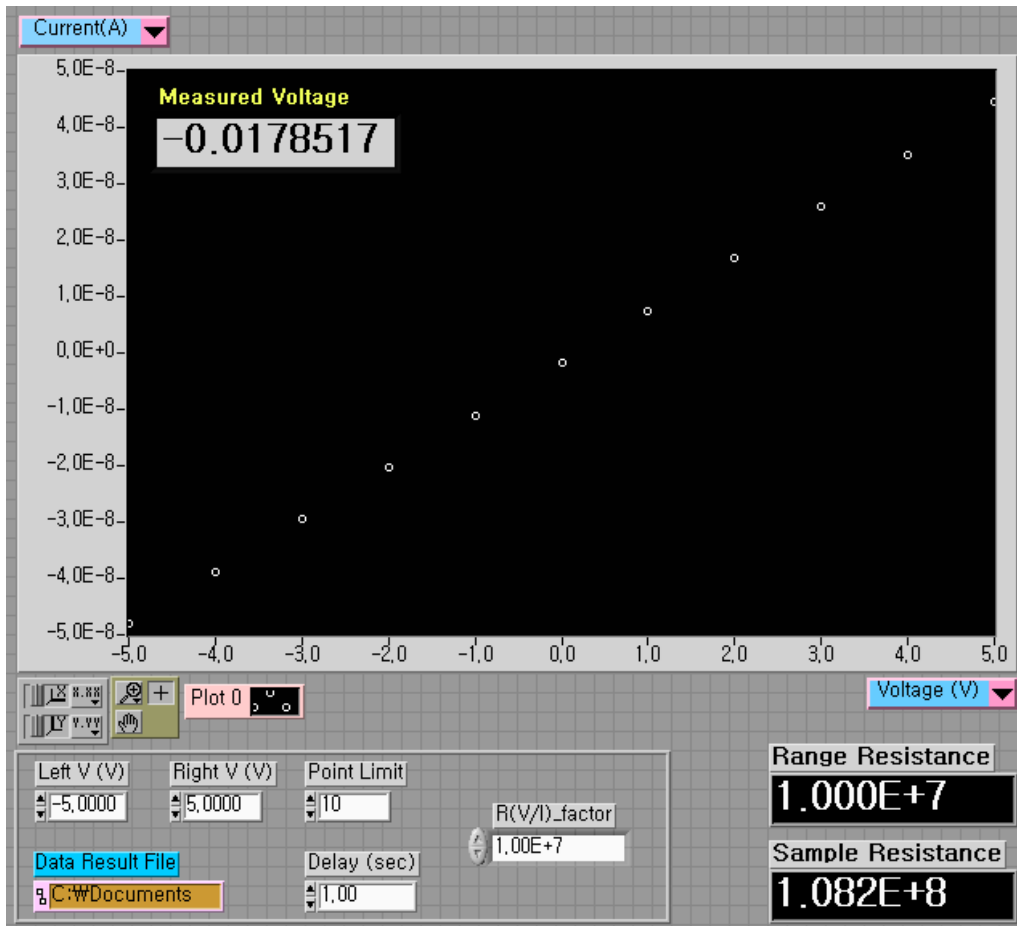 Current(A)
5,0E-8
4,0E-8
3,0E-8
2,0E-8
1,0E-8
0,0E+0
-1,0E-8
-2,0E-8
-3,0E-8
-4,0E-8
-5,0E-8
Measured Voltage
-0.0178517
-5,0 -4,0 -3,0 -2,0 -1,0 0,0 1,0 2,0 3,0 4,0 5,0
X X.XX
Y Y.YY
Plot 0
Voltage (V)
Left V (V) Right V (V) Point Limit
-5,0000 5,0000 10
R(V/I)_factor
1,00E+7
Data Result File Delay (sec)
C:₩Documents 1,00
Range Resistance
1.000E+7
Sample Resistance
1.082E+8